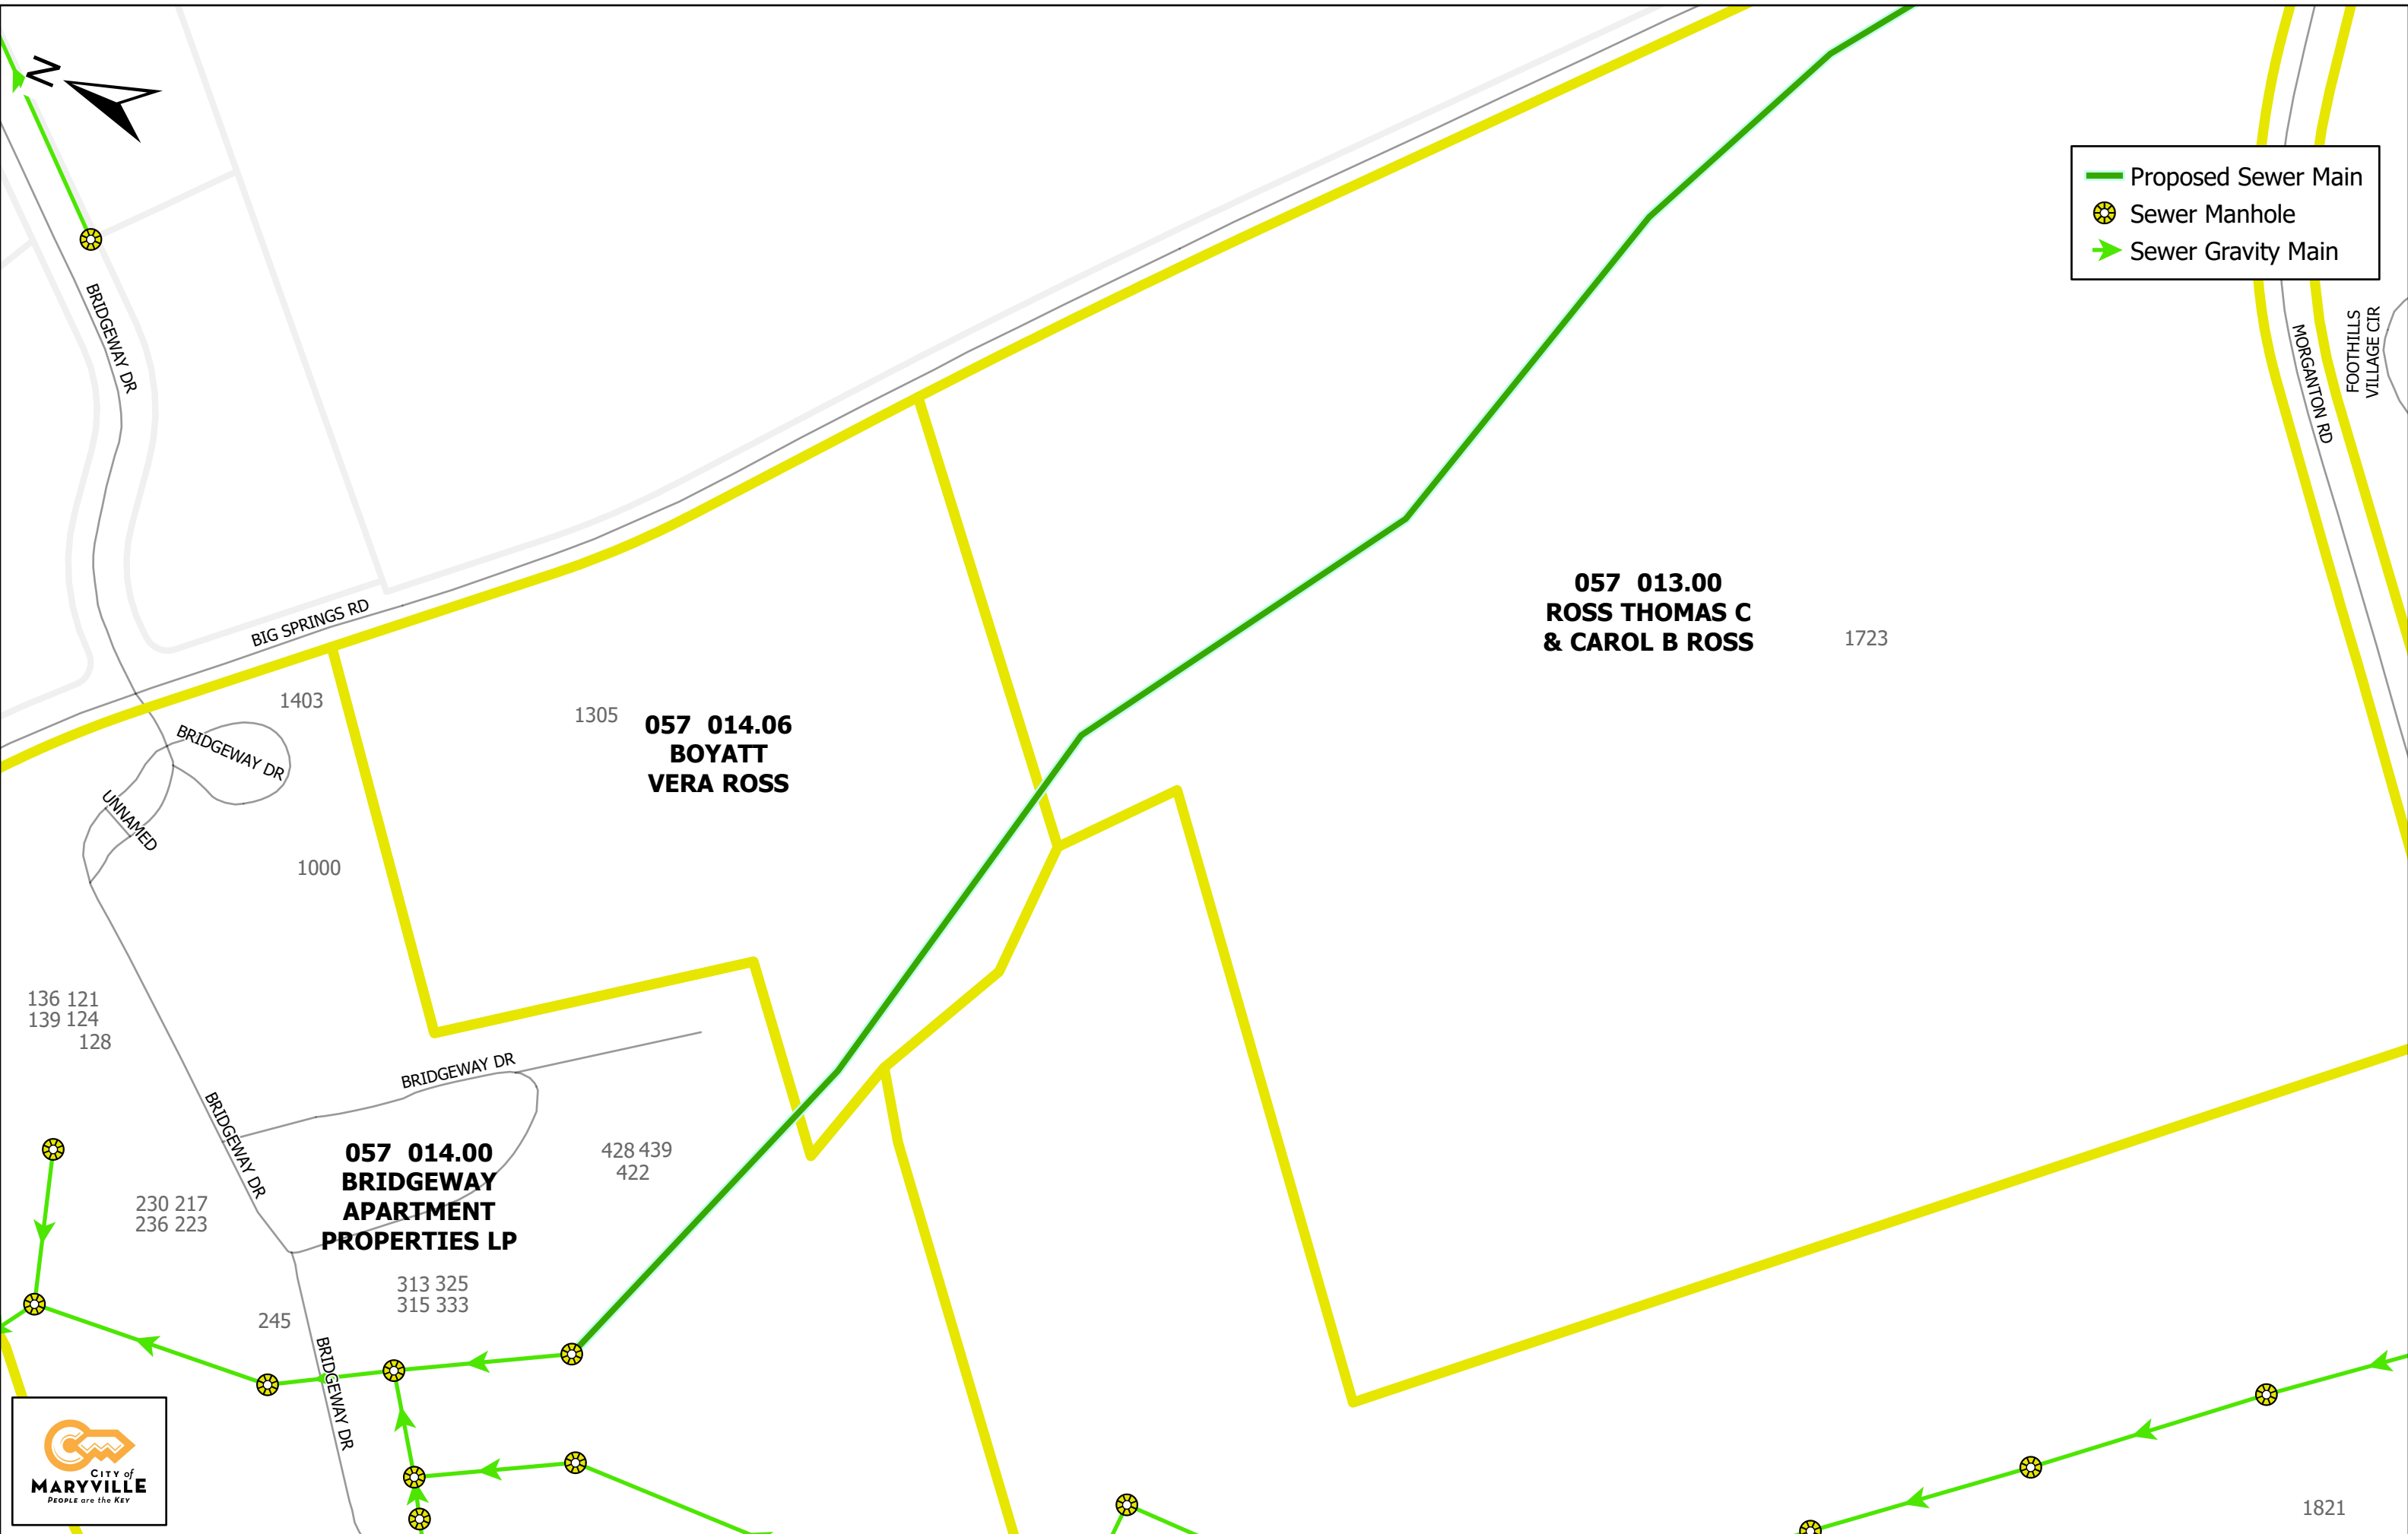 N
Proposed Sewer Main
Sewer Manhole
Sewer Gravity Main
BRIDGEWAY DR
FOOTHILLS
VILLAGE CIR
MORGANTON RD
BIG SPRINGS RD
057 013.00
ROSS THOMAS C
& CAROL B ROSS
1723
1403
1305
057 014.06
BOYATT
VERA ROSS
BRIDGEWAY DR
UNNAMED
1000
136 121
139 124
128
BRIDGEWAY DR
BRIDGEWAY DR
057 014.00
BRIDGEWAY
APARTMENT
PROPERTIES LP
428 439
422
230 217
236 223
313 325
315 333
245
BRIDGEWAY DR
CITY of
MARYVILLE
PEOPLE are the KEY
1821